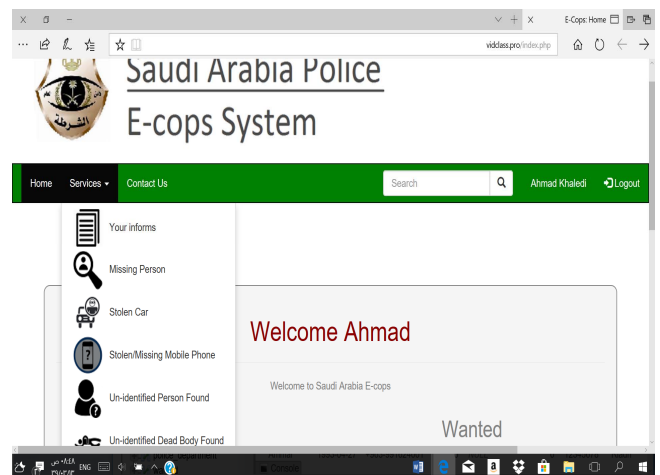 E-Cops: Home
viddass.pro/index.php
Saudi Arabia Police
E-cops System
الشرطة
Home Services Contact Us Search Ahmad Khaledi Logout
Your informs
Missing Person
Stolen Car
Stolen/Missing Mobile Phone
Un-identified Person Found
Un-identified Dead Body Found
Welcome Ahmad
Welcome to Saudi Arabia E-cops
Wanted
ENG